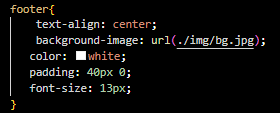 footer{
    text-align: center;
    background-image: url(./img/bg.jpg);
   color: white;
   padding: 40px 0;
   font-size: 13px;
}